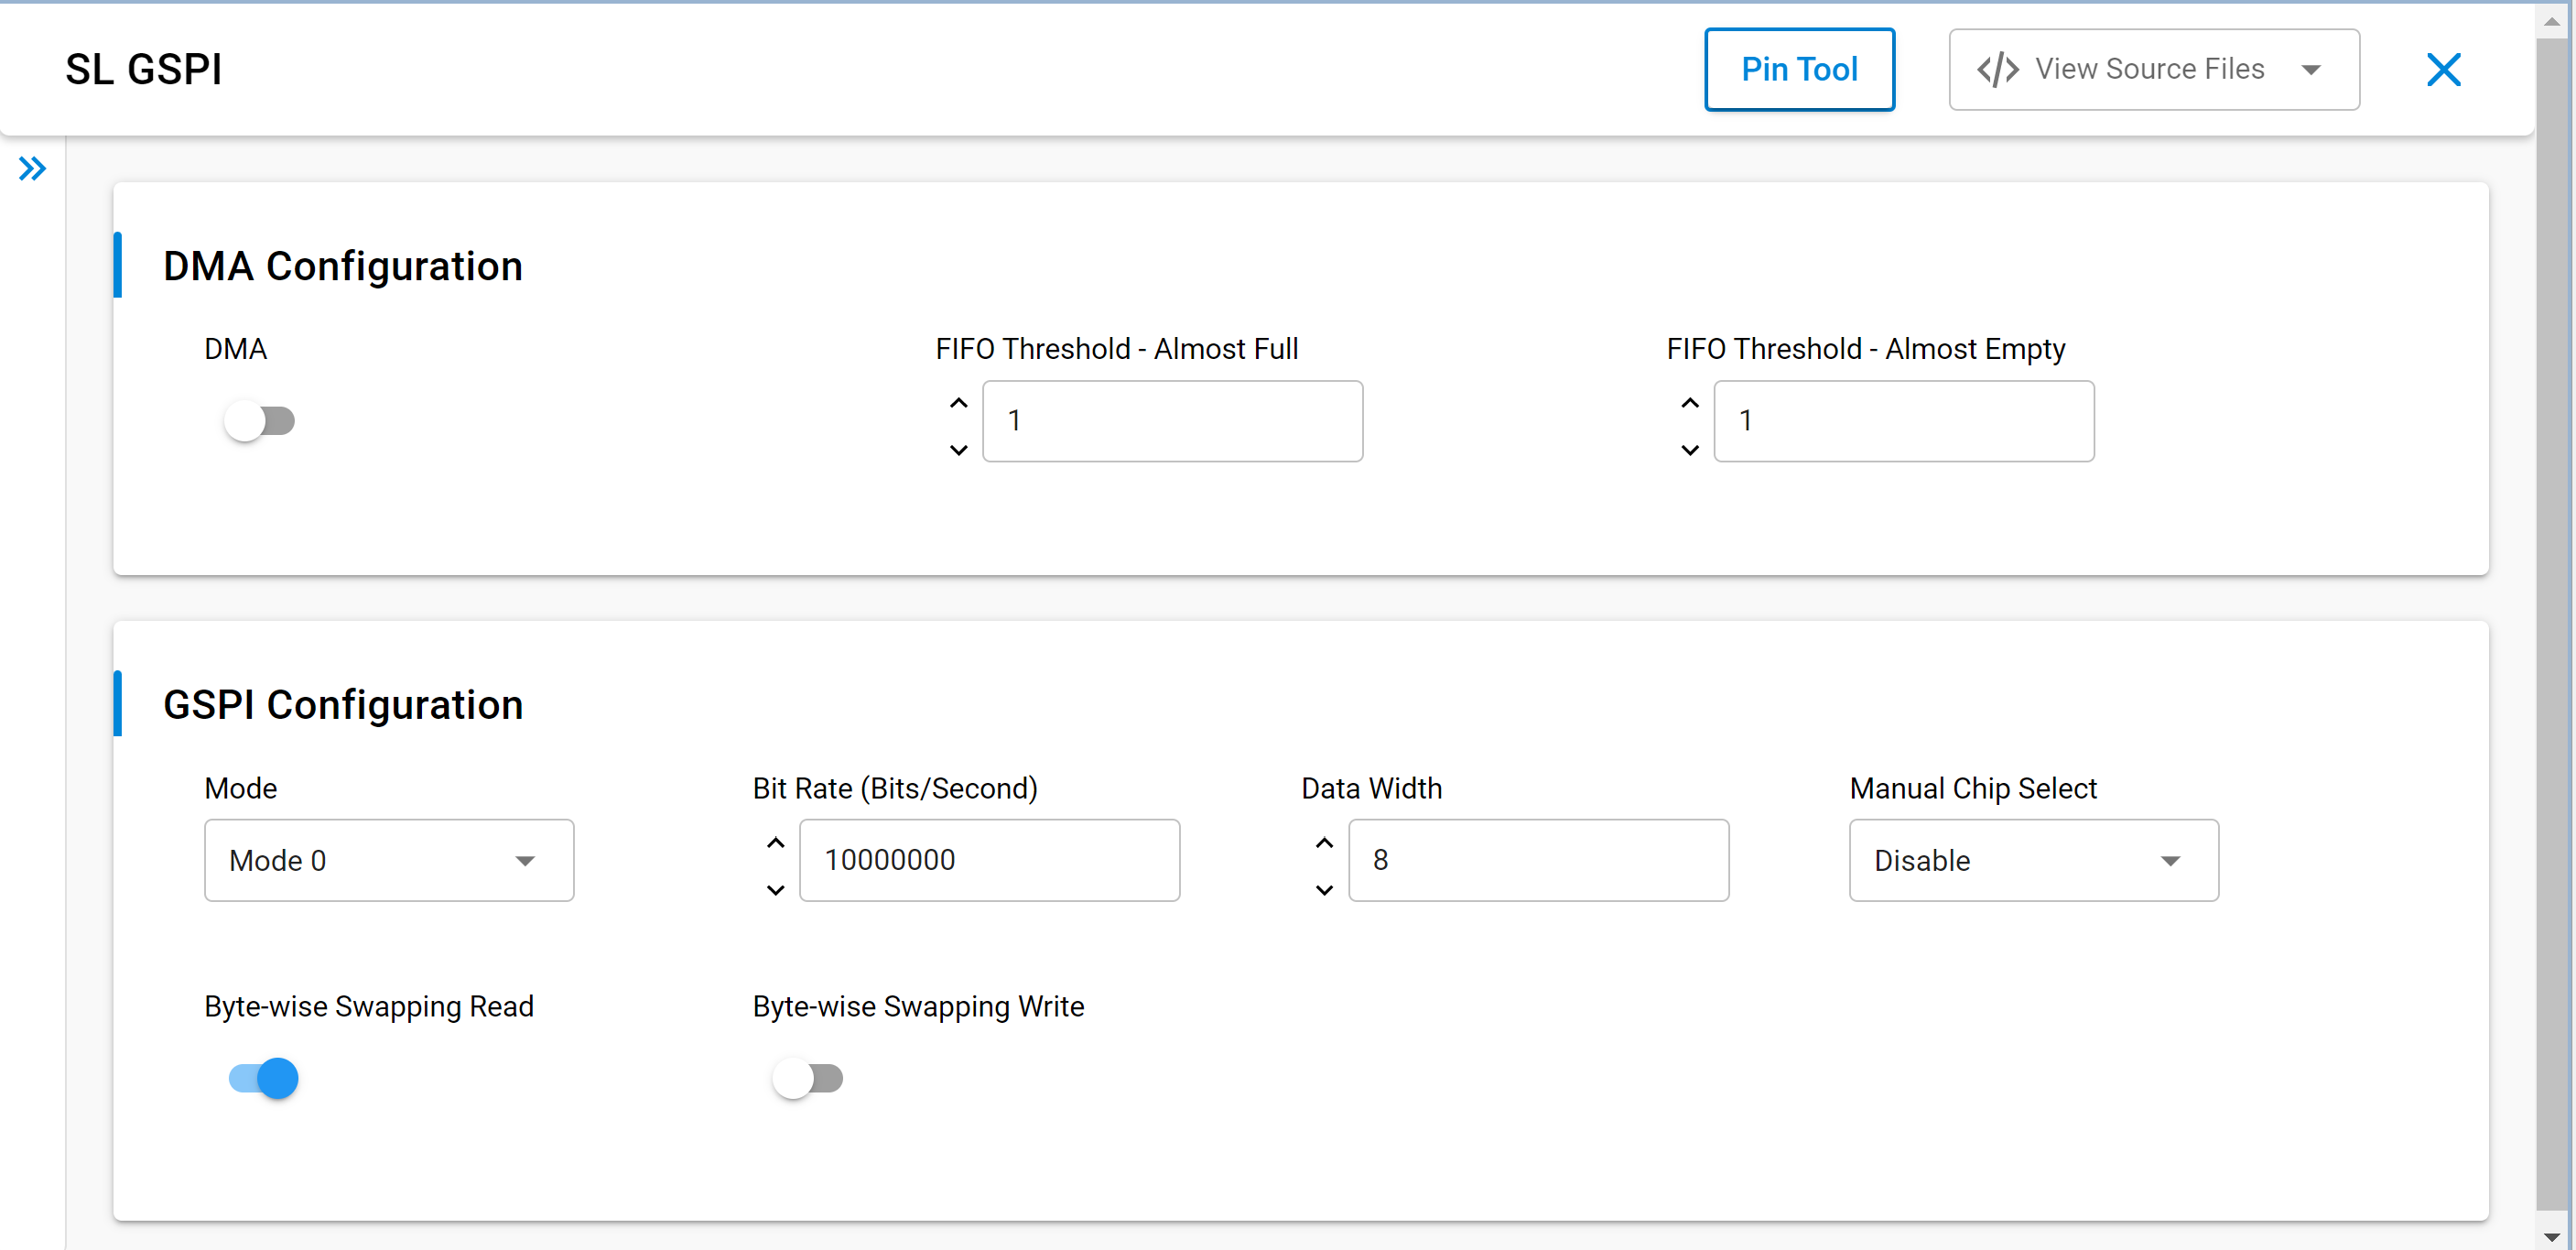 SL GSPI
Pin Tool
View Source Files
DMA Configuration
DMA
FIFO Threshold - Almost Full
FIFO Threshold - Almost Empty
1
1
GSPI Configuration
Mode
Bit Rate (Bits/Second)
Data Width
Manual Chip Select
Mode 0
10000000
8
Disable
Byte-wise Swapping Read
Byte-wise Swapping Write